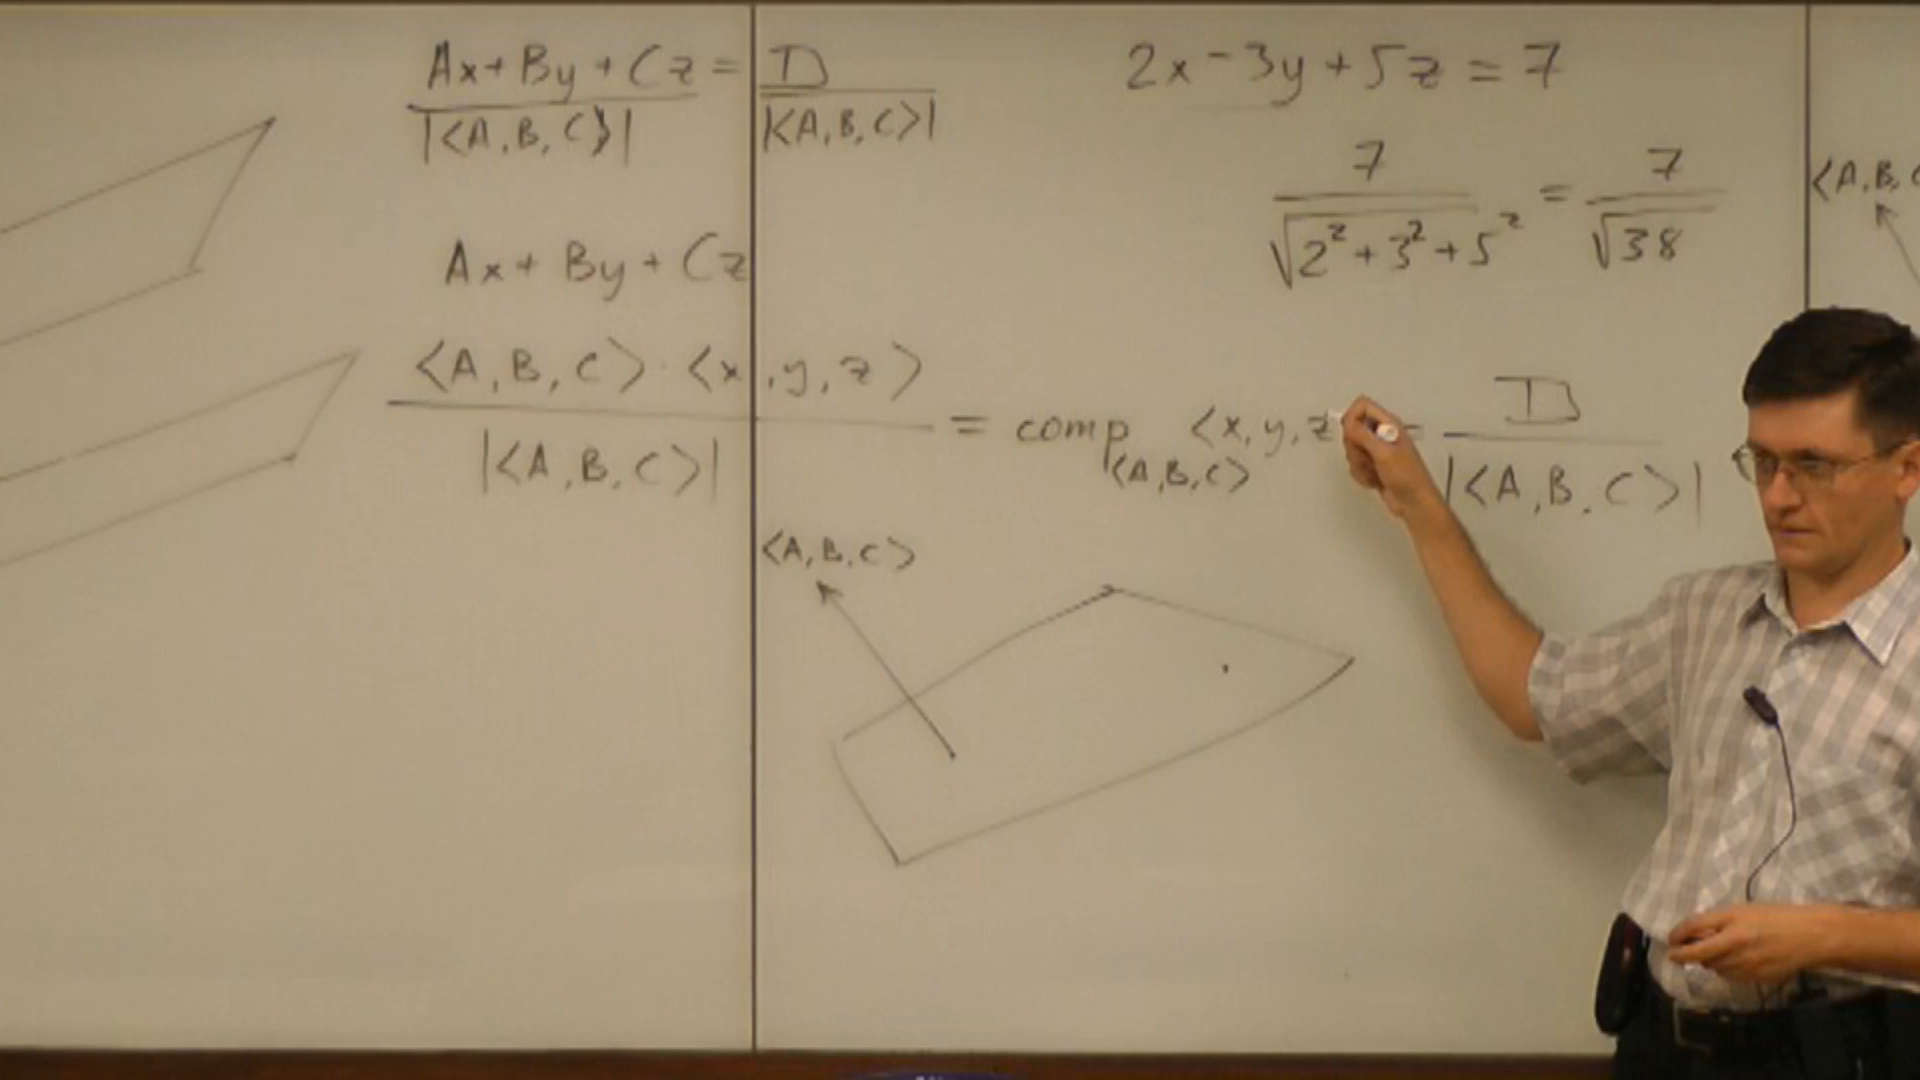 Ax + By + Cz = D
|<A, B, C>| |<A, B, C>|
Ax + By + Cz
<A, B, C> · <x, y, z>
|<A, B, C>|
= comp<A,B,C> <x, y, z = D
|<A, B, C>|
<A, B, C>
2x - 3y + 5z = 7
7 = 7
√2² + 3² + 5² √38
<A, B, C